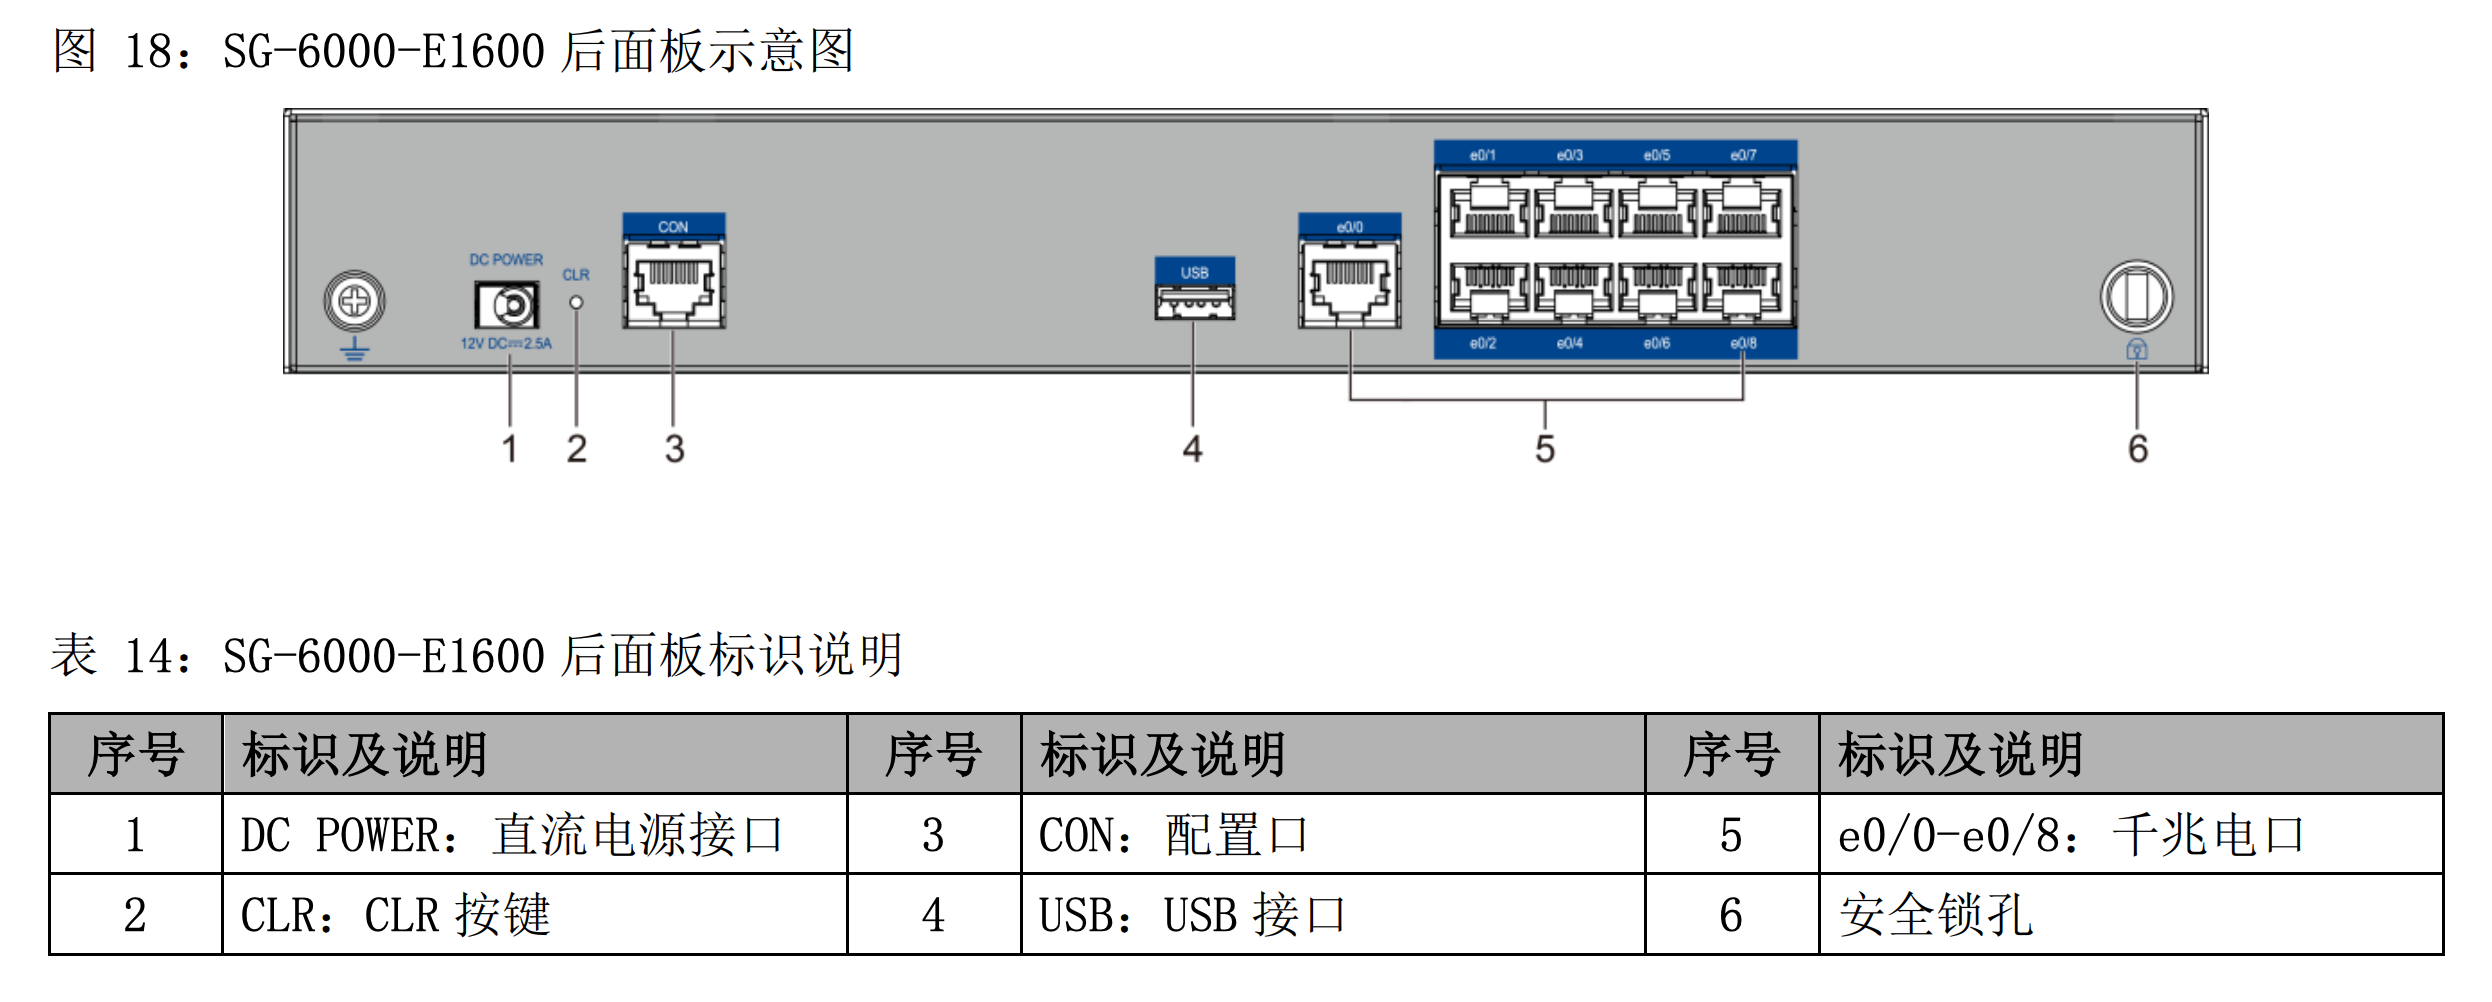 图 18：SG-6000-E1600 后面板示意图
e0/1 e0/3 e0/5 e0/7
CON e0/0
DC POWER CLR USB
12V DC⎓2.5A e0/2 e0/4 e0/6 e0/8
1 2 3 4 5 6
表 14：SG-6000-E1600 后面板标识说明
序号 标识及说明 序号 标识及说明 序号 标识及说明
1 DC POWER：直流电源接口 3 CON：配置口 5 e0/0-e0/8：千兆电口
2 CLR：CLR 按键 4 USB：USB 接口 6 安全锁孔